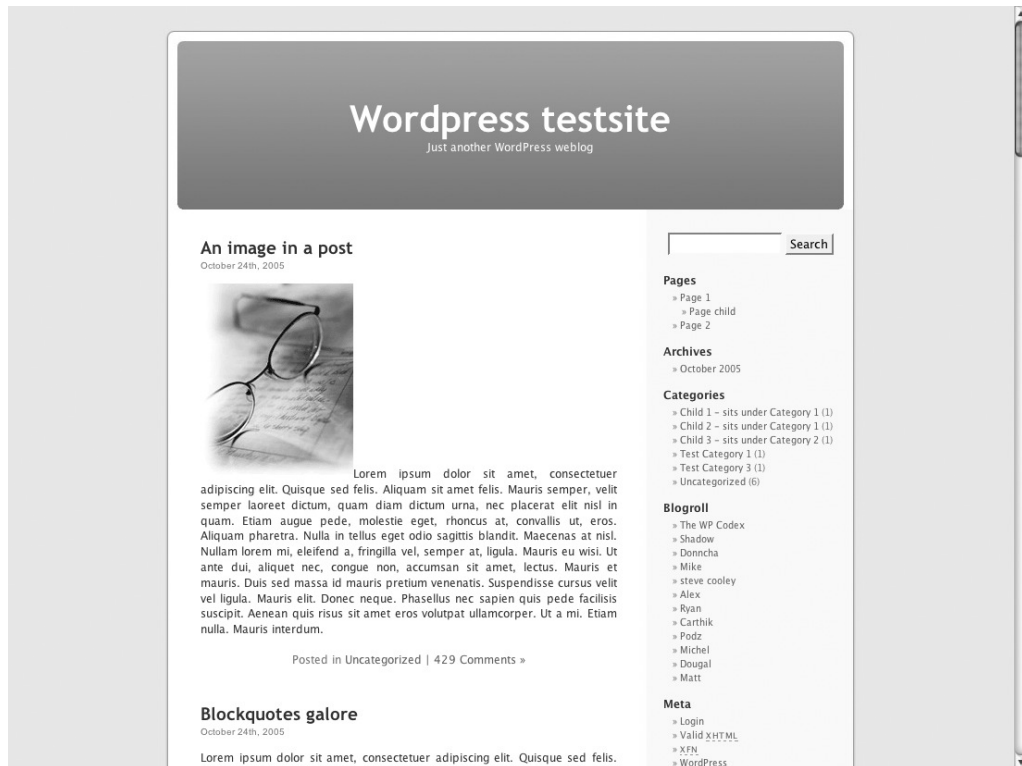 Wordpress testsite
Just another WordPress weblog
An image in a post
October 24th, 2005
Lorem ipsum dolor sit amet, consectetuer
adipiscing elit. Quisque sed felis. Aliquam sit amet felis. Mauris semper, velit
semper laoreet dictum, quam diam dictum urna, nec placerat elit nisl in
quam. Etiam augue pede, molestie eget, rhoncus at, convallis ut, eros.
Aliquam pharetra. Nulla in tellus eget odio sagittis blandit. Maecenas at nisl.
Nullam lorem mi, eleifend a, fringilla vel, semper at, ligula. Mauris eu wisi. Ut
ante dui, aliquet nec, congue non, accumsan sit amet, lectus. Mauris et
mauris. Duis sed massa id mauris pretium venenatis. Suspendisse cursus velit
vel ligula. Mauris elit. Donec neque. Phasellus nec sapien quis pede facilisis
suscipit. Aenean quis risus sit amet eros volutpat ullamcorper. Ut a mi. Etiam
nulla. Mauris interdum.
Posted in Uncategorized | 429 Comments »
Blockquotes galore
October 24th, 2005
Lorem ipsum dolor sit amet, consectetuer adipiscing elit. Quisque sed felis.
Search
Pages
» Page 1
» Page child
» Page 2
Archives
» October 2005
Categories
» Child 1 – sits under Category 1 (1)
» Child 2 – sits under Category 1 (1)
» Child 3 – sits under Category 2 (1)
» Test Category 1 (1)
» Test Category 3 (1)
» Uncategorized (6)
Blogroll
» The WP Codex
» Shadow
» Donncha
» Mike
» steve cooley
» Alex
» Ryan
» Carthik
» Podz
» Michel
» Dougal
» Matt
Meta
» Login
» Valid XHTML
» XFN
» WordPress